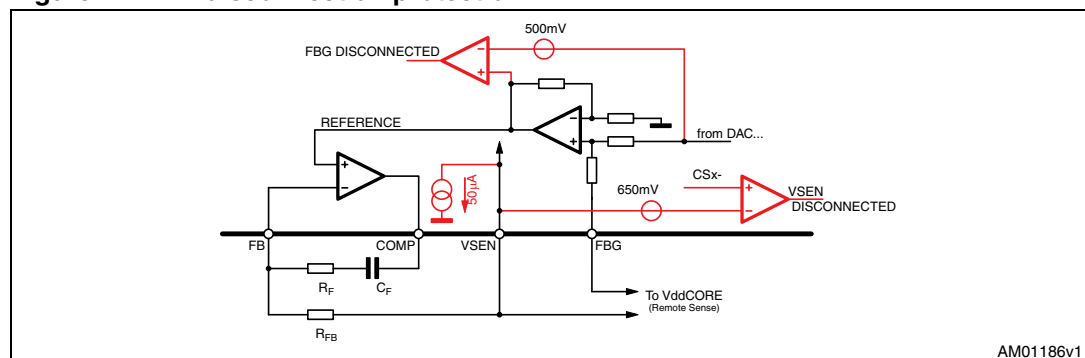 500mV
FBG DISCONNECTED
REFERENCE
from DAC...
50μA
CSx-
650mV
VSEN
DISCONNECTED
FB
COMP
VSEN
FBG
RF
CF
To VddCORE
(Remote Sense)
RFB
AM01186v1